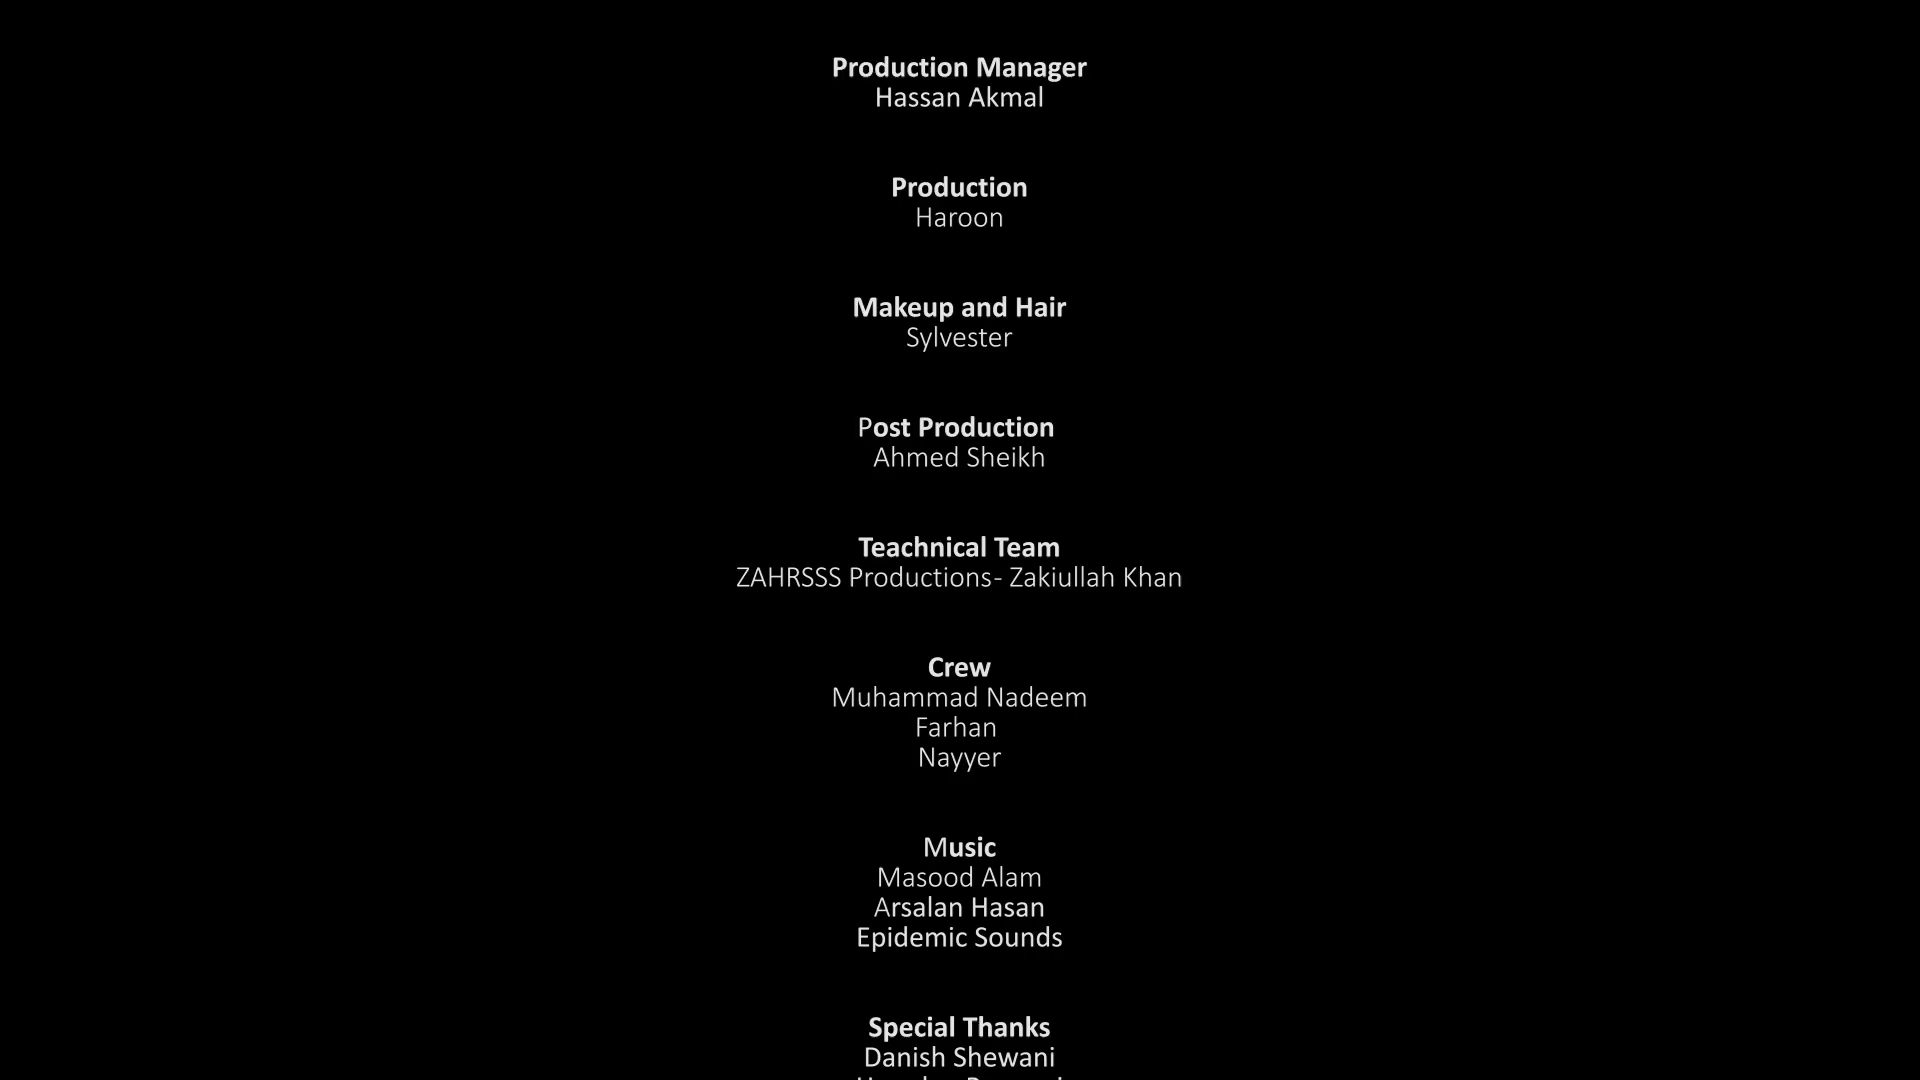 Production Manager
Hassan Akmal
Production
Haroon
Makeup and Hair
Sylvester
Post Production
Ahmed Sheikh
Teachnical Team
ZAHRSSS Productions- Zakiullah Khan
Crew
Muhammad Nadeem
Farhan
Nayyer
Music
Masood Alam
Arsalan Hasan
Epidemic Sounds
Special Thanks
Danish Shewani